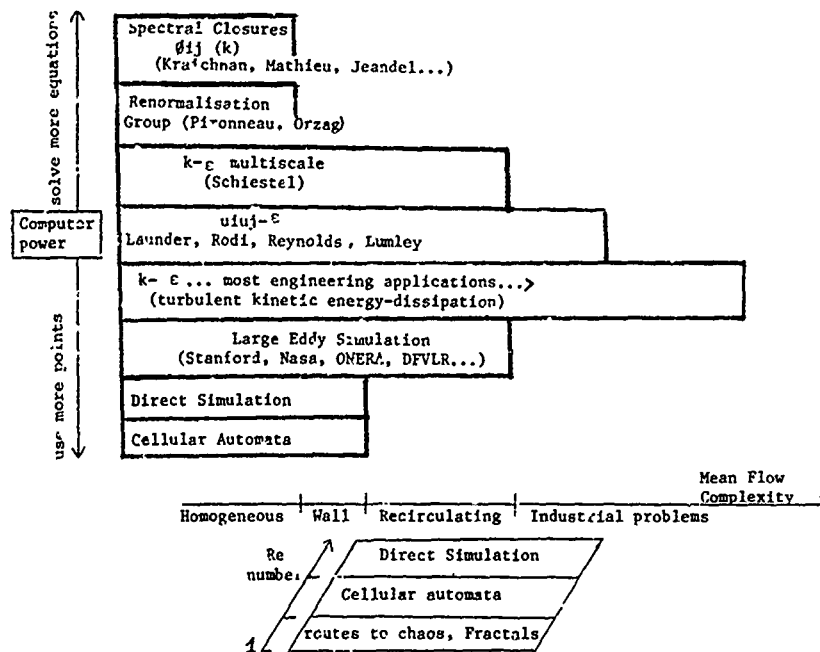 Spectral Closures
Øij (k)
(Kraichnan, Mathieu, Jeandel...)
Renormalisation
Group (Pironneau, Orzag)
k-ε multiscale
(Schiestel)
uiuj-ε
Launder, Rodi, Reynolds, Lumley
k- ε ... most engineering applications...>
(turbulent kinetic energy-dissipation)
Large Eddy Simulation
(Stanford, Nasa, ONERA, DFVLR...)
Direct Simulation
Cellular Automata
solve more equations
Computer
power
use more points
Mean Flow
Complexity
Homogeneous Wall Recirculating Industrial problems
Re
number
1
Direct Simulation
Cellular automata
routes to chaos, Fractals